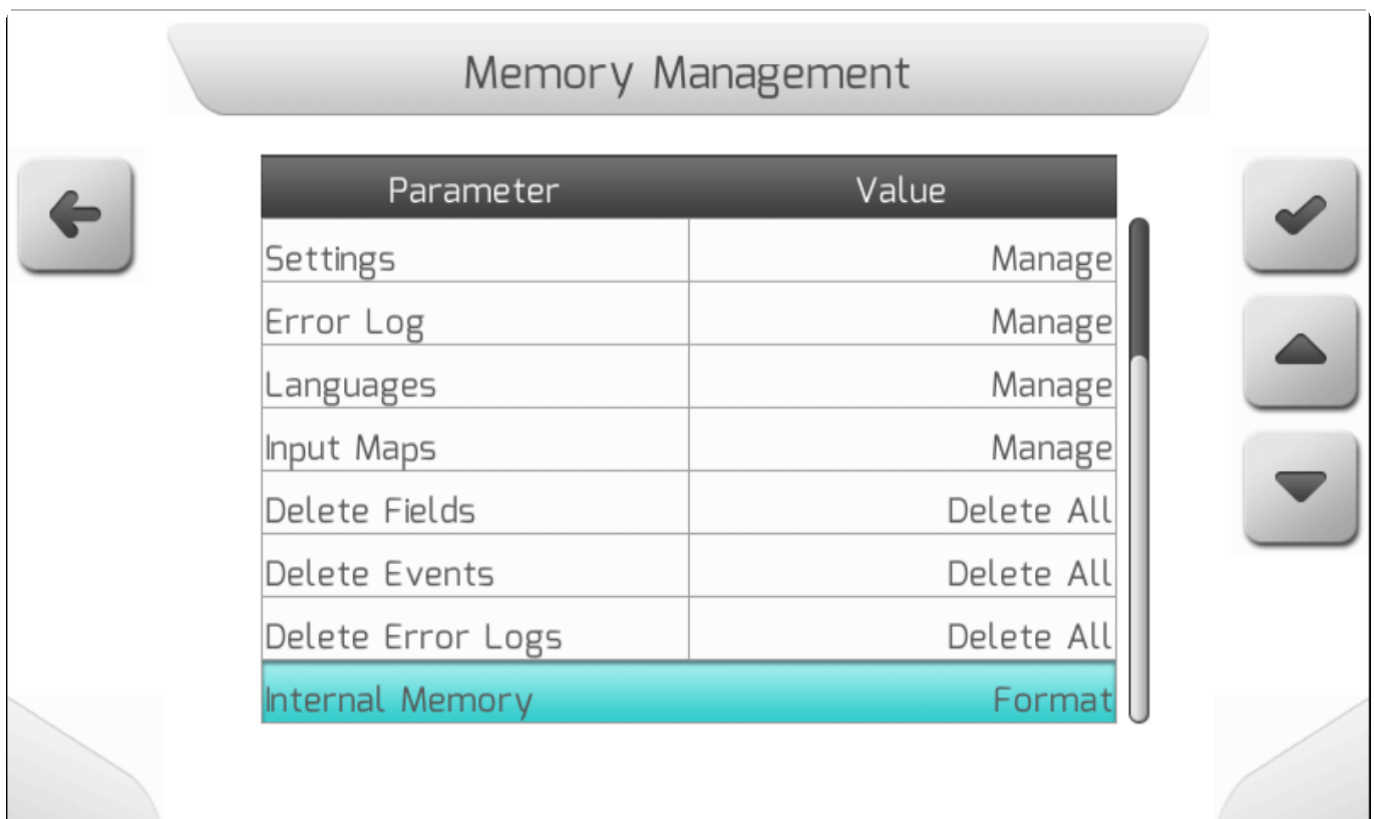 Memory Management
Parameter Value
Settings Manage
Error Log Manage
Languages Manage
Input Maps Manage
Delete Fields Delete All
Delete Events Delete All
Delete Error Logs Delete All
Internal Memory Format